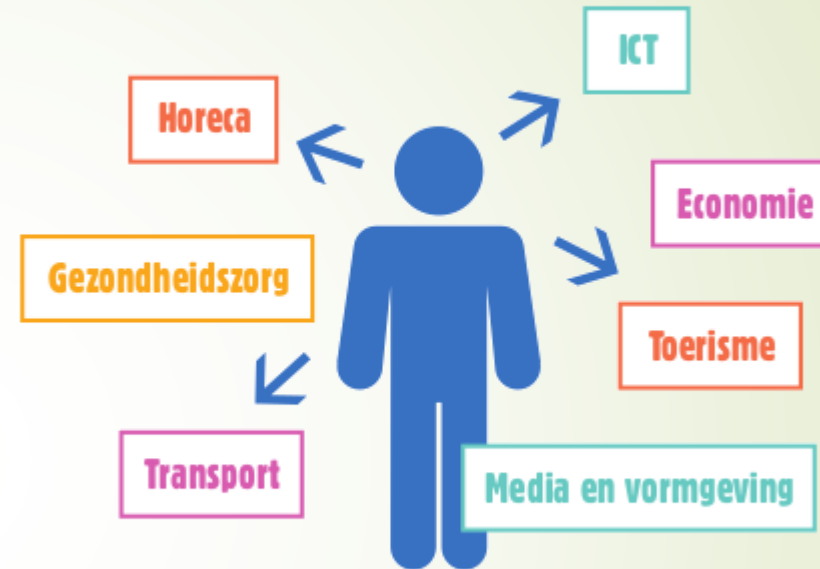 ICT
Horeca
Economie
Gezondheidszorg
Toerisme
Transport
Media en vormgeving